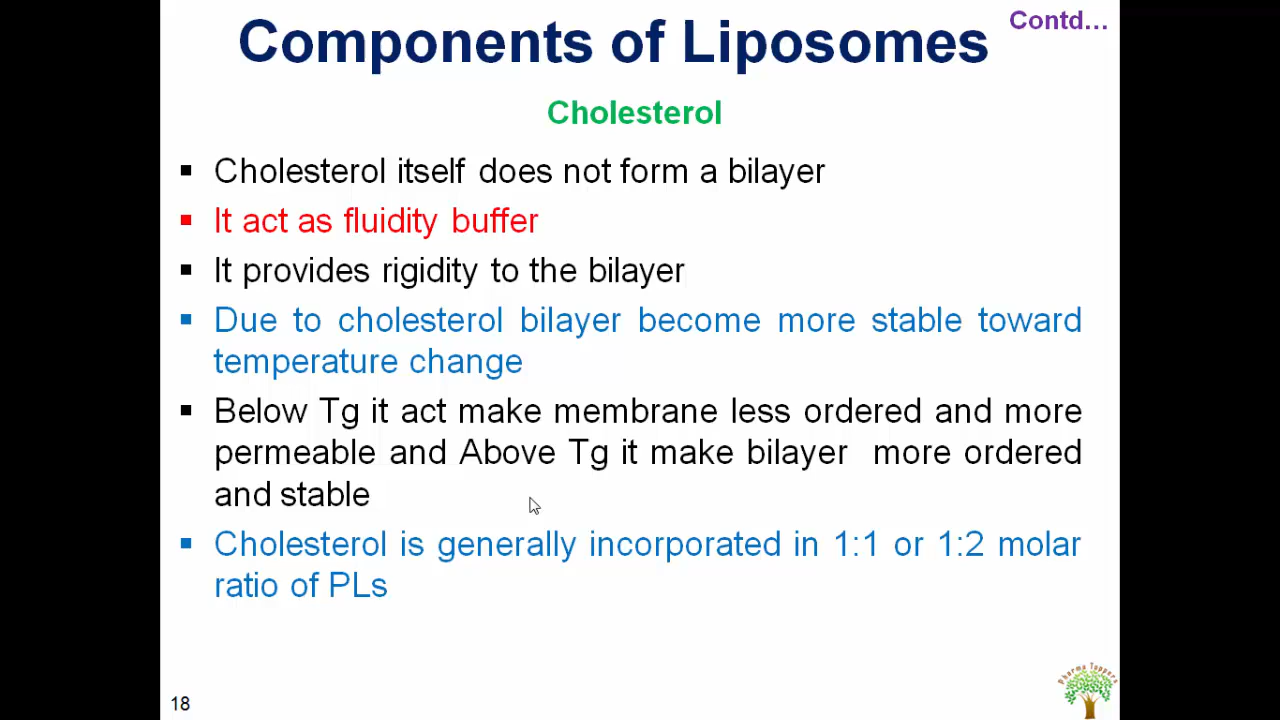 Contd...
Components of Liposomes
Cholesterol
▪ Cholesterol itself does not form a bilayer
▪ It act as fluidity buffer
▪ It provides rigidity to the bilayer
▪ Due to cholesterol bilayer become more stable toward
temperature change
▪ Below Tg it act make membrane less ordered and more
permeable and Above Tg it make bilayer more ordered
and stable
▪ Cholesterol is generally incorporated in 1:1 or 1:2 molar
ratio of PLs
Pharma Toppers
18